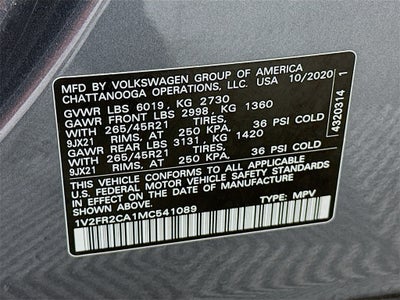 MFD BY VOLKSWAGEN GROUP OF AMERICA
CHATTANOOGA OPERATIONS, LLC. USA 10/2020
GVWR LBS 6019, KG 2730
GAWR FRONT LBS 2998, KG 1360
WITH 265/45R21 TIRES,
9JX21 RIMS, AT 250 KPA, 36 PSI COLD
GAWR REAR LBS 3131, KG 1420
WITH 265/45R21 TIRES,
9JX21 RIMS, AT 250 KPA, 36 PSI COLD
THIS VEHICLE CONFORMS TO ALL APPLICABLE
U.S. FEDERAL MOTOR VEHICLE SAFETY STANDARDS
IN EFFECT ON THE DATE OF MANUFACTURE
SHOWN ABOVE.
1V2FR2CA1MC541089 TYPE: MPV
4920314 1